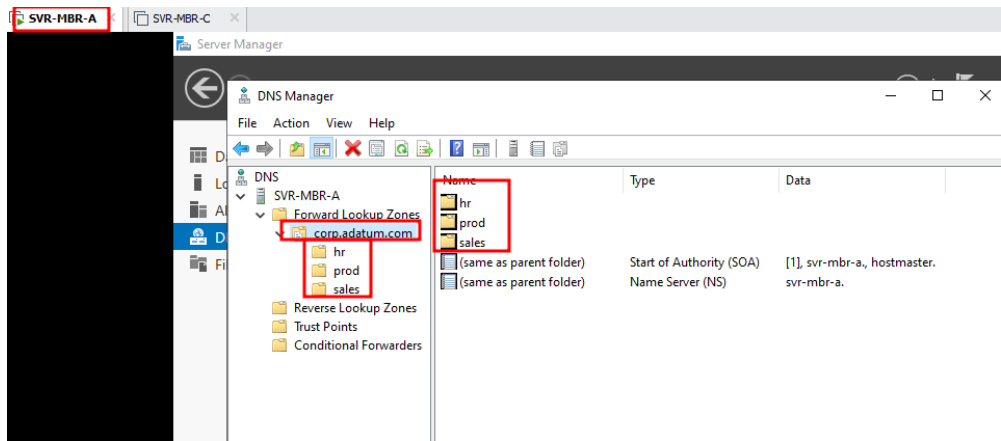 SVR-MBR-A SVR-MBR-C
Server Manager
DNS Manager
File Action View Help
DNS
SVR-MBR-A
Forward Lookup Zones
corp.adatum.com
hr
prod
sales
Reverse Lookup Zones
Trust Points
Conditional Forwarders
Name Type Data
hr
prod
sales
(same as parent folder) Start of Authority (SOA) [1], svr-mbr-a., hostmaster.
(same as parent folder) Name Server (NS) svr-mbr-a.
D
Lo
Al
D
Fi